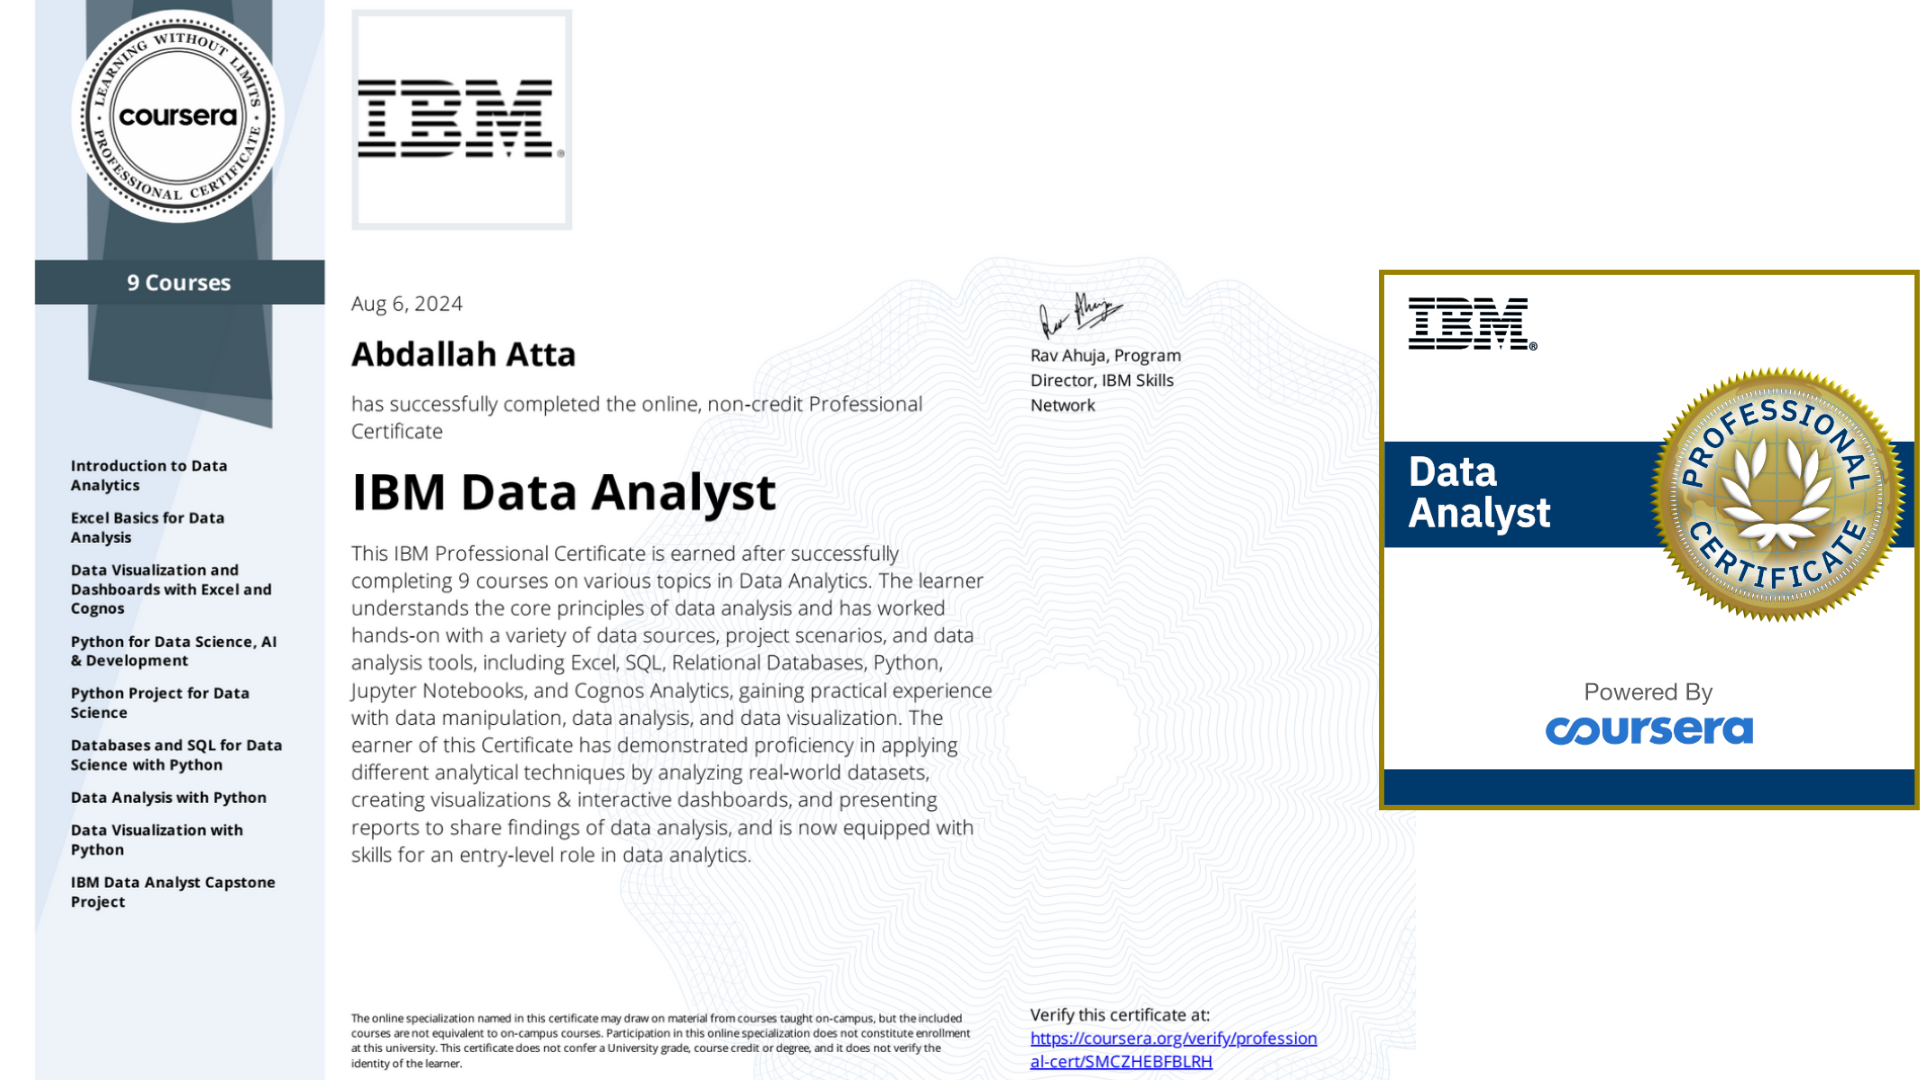 LEARNING WITHOUT LIMITS
coursera
PROFESSIONAL CERTIFICATE
9 Courses
Introduction to Data
Analytics
Excel Basics for Data
Analysis
Data Visualization and
Dashboards with Excel and
Cognos
Python for Data Science, AI
& Development
Python Project for Data
Science
Databases and SQL for Data
Science with Python
Data Analysis with Python
Data Visualization with
Python
IBM Data Analyst Capstone
Project
IBM®
Aug 6, 2024
Abdallah Atta
has successfully completed the online, non-credit Professional
Certificate
IBM Data Analyst
This IBM Professional Certificate is earned after successfully
completing 9 courses on various topics in Data Analytics. The learner
understands the core principles of data analysis and has worked
hands-on with a variety of data sources, project scenarios, and data
analysis tools, including Excel, SQL, Relational Databases, Python,
Jupyter Notebooks, and Cognos Analytics, gaining practical experience
with data manipulation, data analysis, and data visualization. The
earner of this Certificate has demonstrated proficiency in applying
different analytical techniques by analyzing real-world datasets,
creating visualizations & interactive dashboards, and presenting
reports to share findings of data analysis, and is now equipped with
skills for an entry-level role in data analytics.
The online specialization named in this certificate may draw on material from courses taught on-campus, but the included
courses are not equivalent to on-campus courses. Participation in this online specialization does not constitute enrollment
at this university. This certificate does not confer a University grade, course credit or degree, and it does not verify the
identity of the learner.
Rav Ahuja
Rav Ahuja, Program
Director, IBM Skills
Network
Verify this certificate at:
https://coursera.org/verify/profession
al-cert/SMCZHEBFBLRH
IBM®
Data
Analyst
PROFESSIONAL
CERTIFICATE
Powered By
coursera